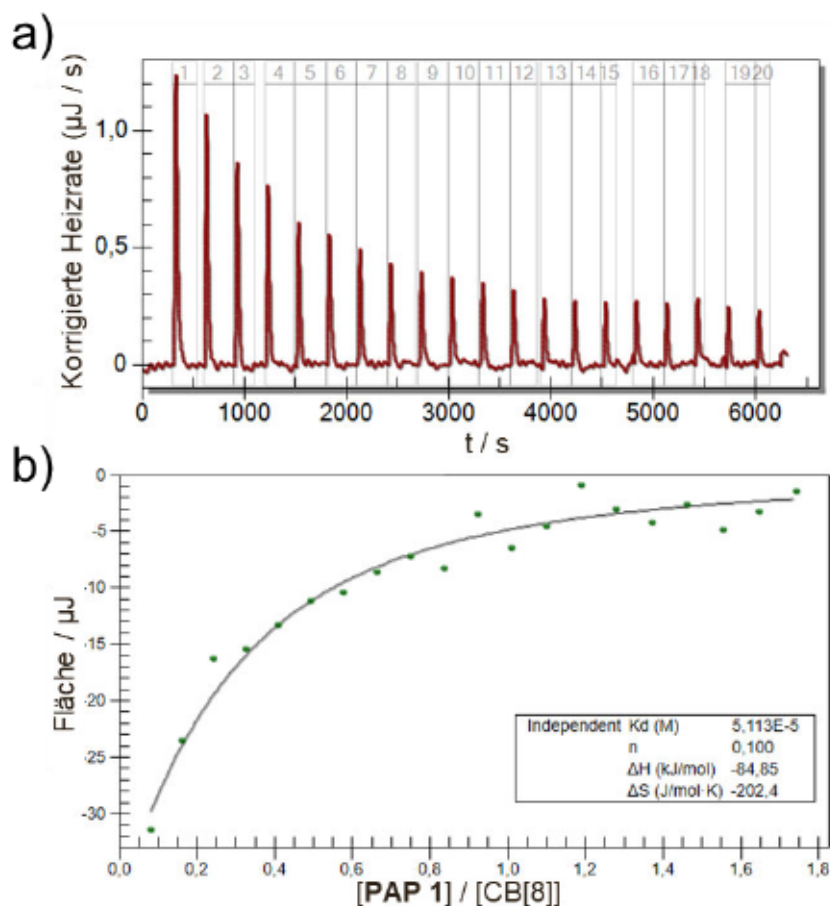 a)
1 2 3 4 5 6 7 8 9 10 11 12 13 14 15 16 17 18 19 20
Korrigierte Heizrate (µJ / s)
1,0
0,5
0
0 1000 2000 3000 4000 5000 6000
t / s
b)
Fläche / µJ
0
-5
-10
-15
-20
-25
-30
Independent Kd (M) 5,113E-5
n 0,100
ΔH (kJ/mol) -84,85
ΔS (J/mol·K) -202,4
0,0 0,2 0,4 0,6 0,8 1,0 1,2 1,4 1,6 1,8
[PAP 1] / [CB[8]]